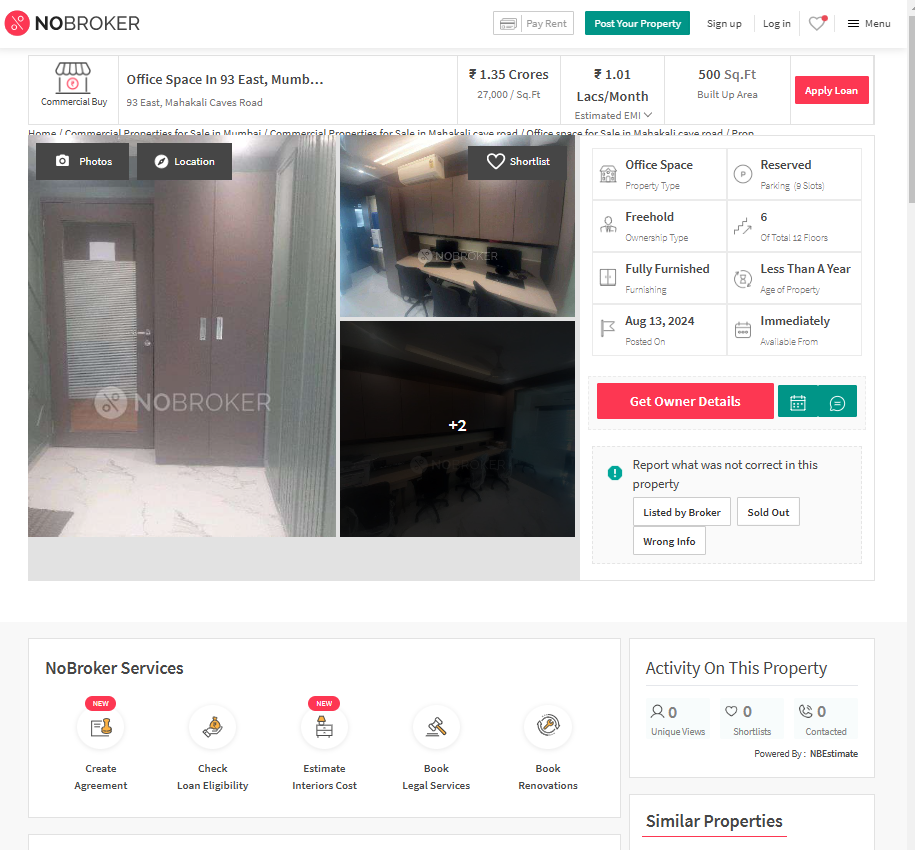 NOBROKER
Pay Rent
Post Your Property
Sign up
Log in
Menu
Commercial Buy
Office Space In 93 East, Mumb...
93 East, Mahakali Caves Road
₹ 1.35 Crores
27,000 / Sq.Ft
₹ 1.01
Lacs/Month
Estimated EMI
500 Sq.Ft
Built Up Area
Apply Loan
Home / Commercial Properties for Sale in Mumbai / Commercial Properties for Sale in Mahakali cave road / Office space for Sale in Mahakali cave road / Prop
Photos
Location
Shortlist
NOBROKER
NOBROKER
NOBROKER
+2
Office Space
Property Type
Reserved
Parking (9 Slots)
Freehold
Ownership Type
6
Of Total 12 Floors
Fully Furnished
Furnishing
Less Than A Year
Age of Property
Aug 13, 2024
Posted On
Immediately
Available From
Get Owner Details
Report what was not correct in this
property
Listed by Broker
Sold Out
Wrong Info
NoBroker Services
NEW
Create
Agreement
Check
Loan Eligibility
NEW
Estimate
Interiors Cost
Book
Legal Services
Book
Renovations
Activity On This Property
0
Unique Views
0
Shortlists
0
Contacted
Powered By : NBEstimate
Similar Properties